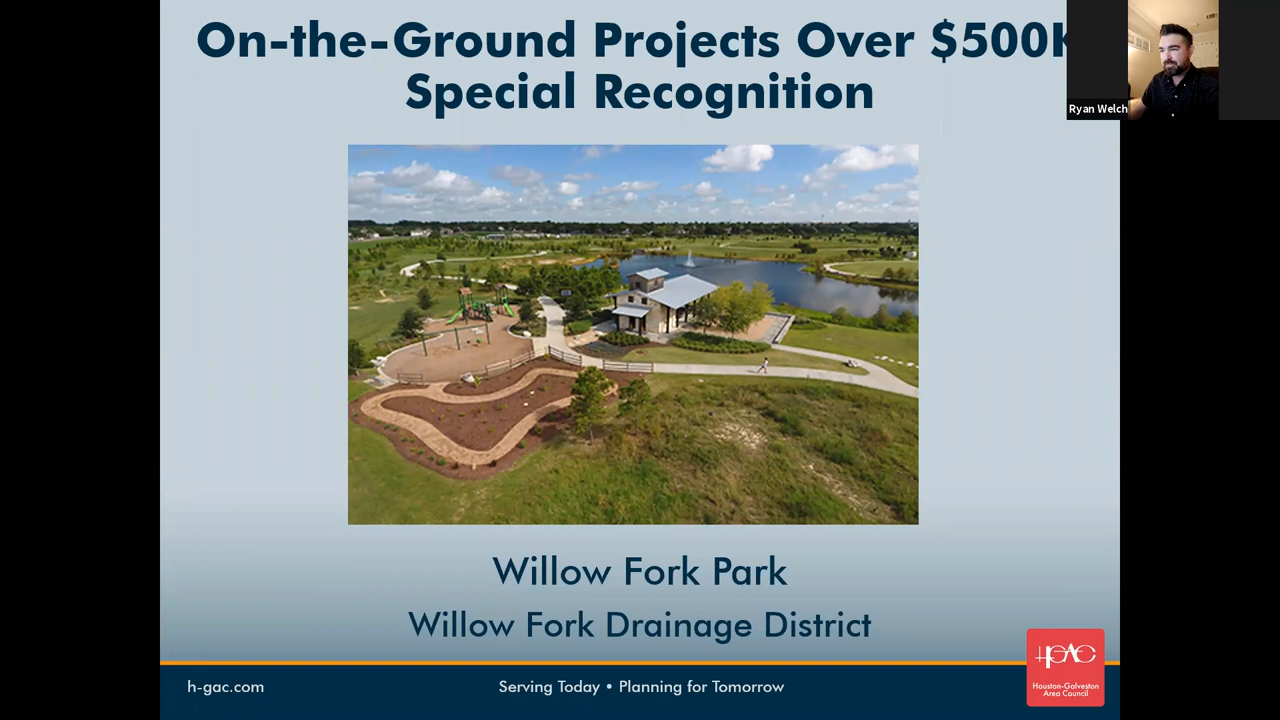 On-the-Ground Projects Over $500K
Special Recognition
Ryan Welch
Willow Fork Park
Willow Fork Drainage District
HGAC
Houston-Galveston
Area Council
h-gac.com
Serving Today • Planning for Tomorrow